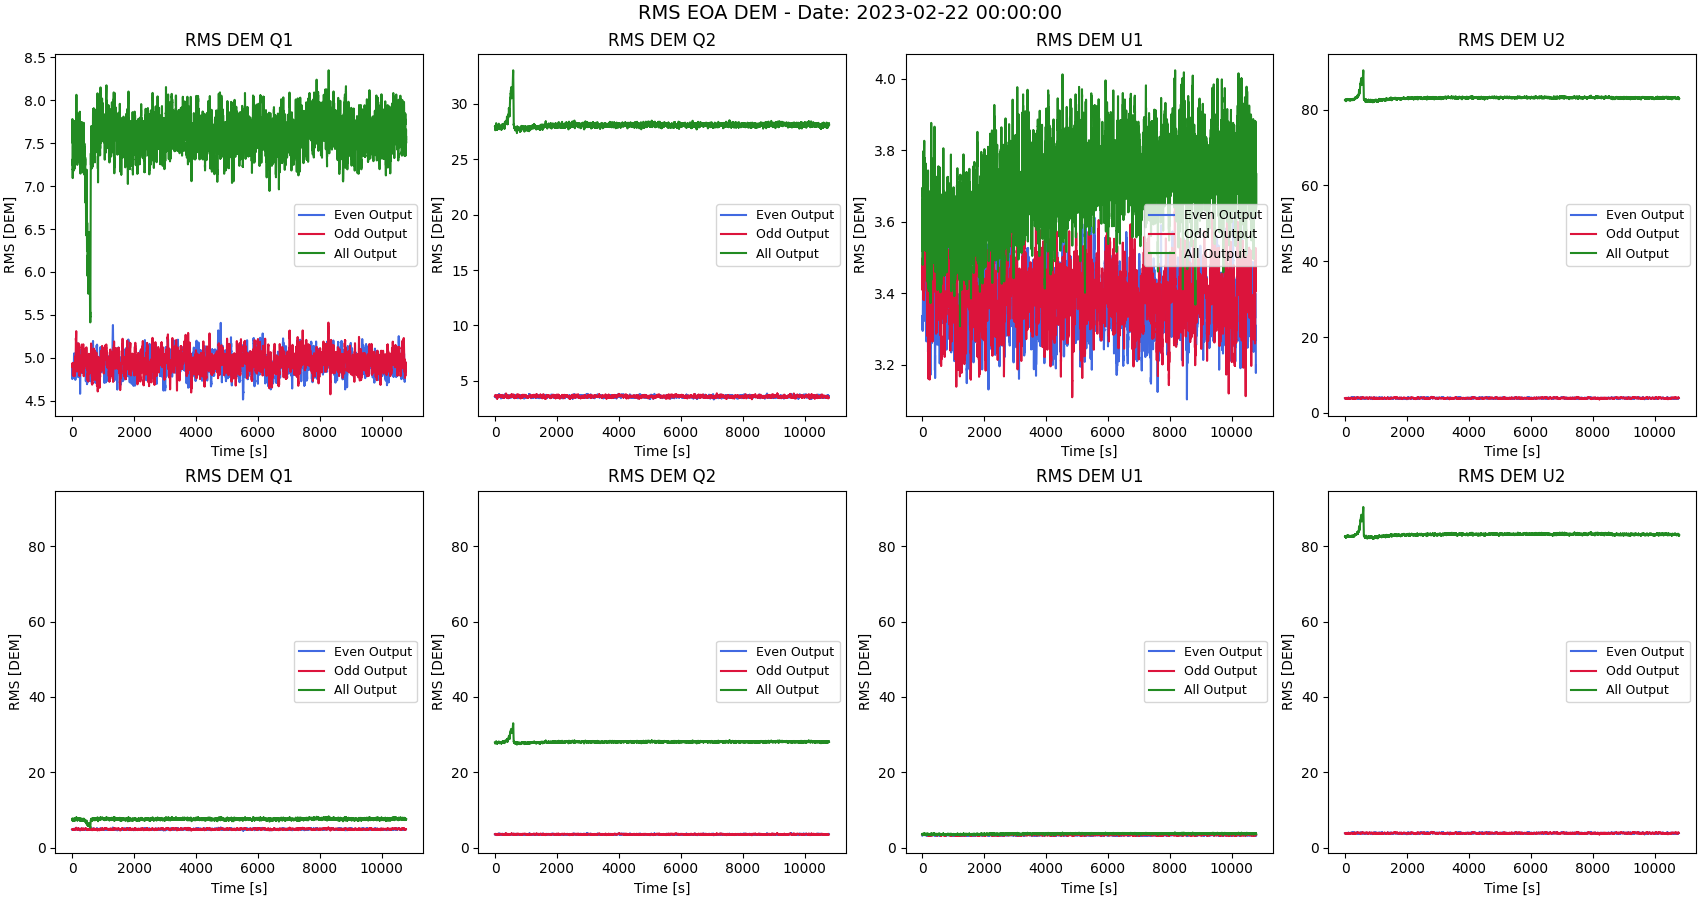 RMS EOA DEM - Date: 2023-02-22 00:00:00
RMS DEM Q1
RMS [DEM]
8.5
8.0
7.5
7.0
6.5
6.0
5.5
5.0
4.5
Even Output
Odd Output
All Output
0 2000 4000 6000 8000 10000
Time [s]
RMS DEM Q2
RMS [DEM]
30
25
20
15
10
5
Even Output
Odd Output
All Output
0 2000 4000 6000 8000 10000
Time [s]
RMS DEM U1
RMS [DEM]
4.0
3.8
3.6
3.4
3.2
Even Output
Odd Output
All Output
0 2000 4000 6000 8000 10000
Time [s]
RMS DEM U2
RMS [DEM]
80
60
40
20
0
Even Output
Odd Output
All Output
0 2000 4000 6000 8000 10000
Time [s]
RMS DEM Q1
RMS [DEM]
80
60
40
20
0
Even Output
Odd Output
All Output
0 2000 4000 6000 8000 10000
Time [s]
RMS DEM Q2
RMS [DEM]
80
60
40
20
0
Even Output
Odd Output
All Output
0 2000 4000 6000 8000 10000
Time [s]
RMS DEM U1
RMS [DEM]
80
60
40
20
0
Even Output
Odd Output
All Output
0 2000 4000 6000 8000 10000
Time [s]
RMS DEM U2
RMS [DEM]
80
60
40
20
0
Even Output
Odd Output
All Output
0 2000 4000 6000 8000 10000
Time [s]